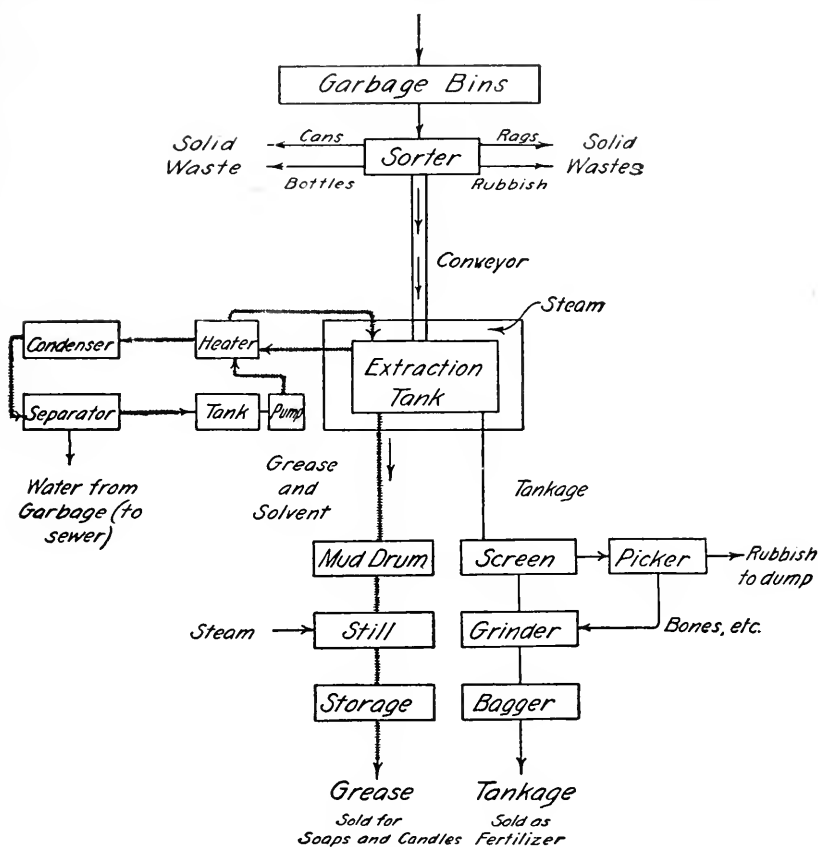 Garbage Bins
Solid
Waste
Cans
Bottles
Sorter
Rags
Rubbish
Solid
Wastes
Conveyor
Steam
Condenser
Heater
Extraction
Tank
Separator
Tank
Pump
Water from
Garbage (to
sewer)
Grease
and
Solvent
Tankage
Mud Drum
Screen
Picker
Rubbish
to dump
Steam
Still
Grinder
Bones, etc.
Storage
Bagger
Grease
Sold for
Soaps and Candles
Tankage
Sold as
Fertilizer